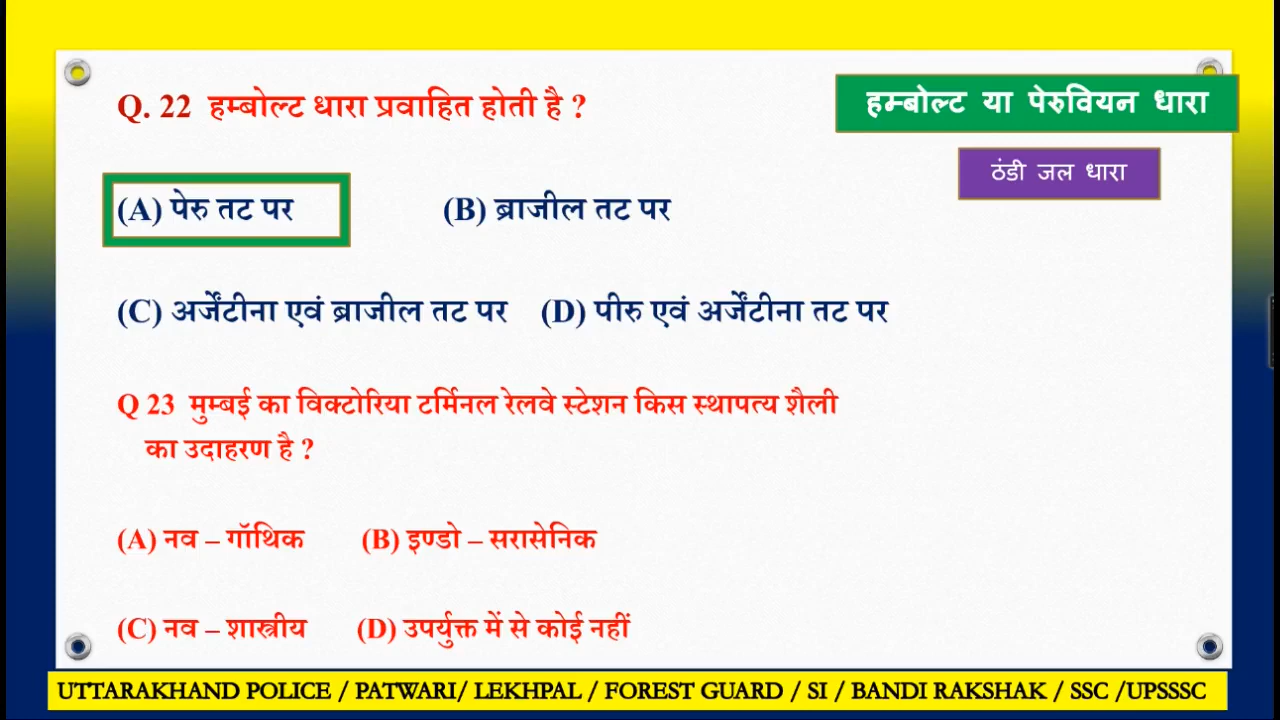 Q. 22 हम्बोल्ट धारा प्रवाहित होती है ?
हम्बोल्ट या पेरुवियन धारा
ठंडी जल धारा
(A) पेरु तट पर (B) ब्राजील तट पर
(C) अर्जेंटीना एवं ब्राजील तट पर (D) पीरु एवं अर्जेंटीना तट पर
Q 23 मुम्बई का विक्टोरिया टर्मिनल रेलवे स्टेशन किस स्थापत्य शैली
का उदाहरण है ?
(A) नव – गॉथिक (B) इण्डो – सरासेनिक
(C) नव – शास्त्रीय (D) उपर्युक्त में से कोई नहीं
UTTARAKHAND POLICE / PATWARI/ LEKHPAL / FOREST GUARD / SI / BANDI RAKSHAK / SSC /UPSSSC